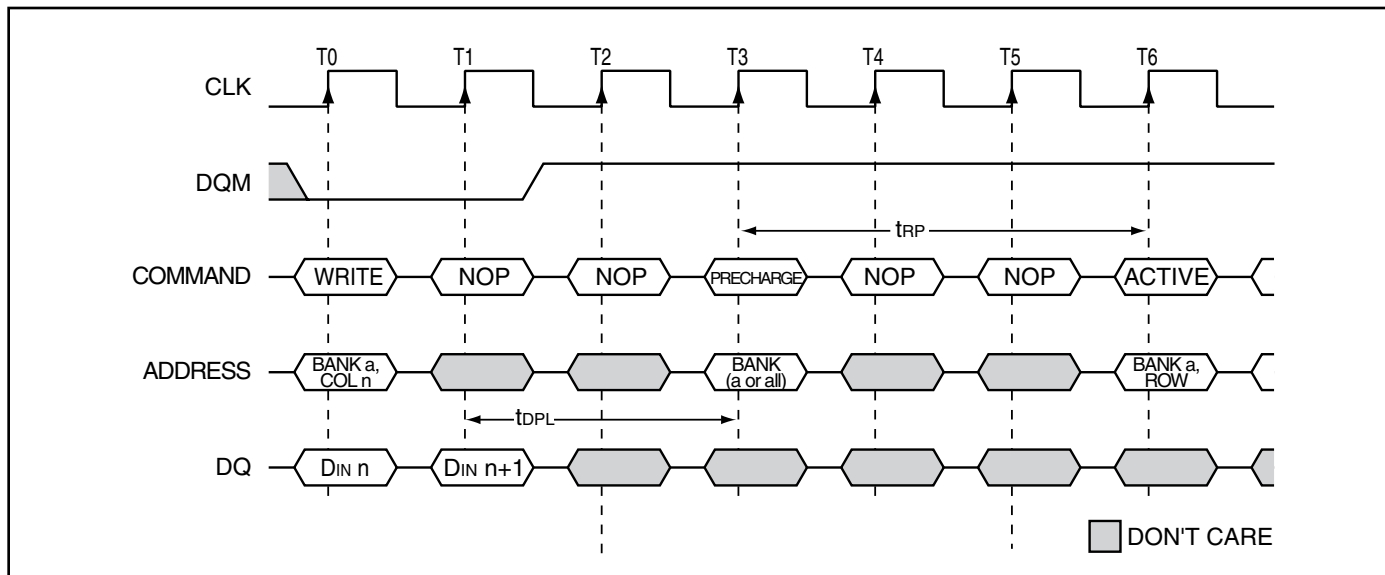 T0 T1 T2 T3 T4 T5 T6
CLK
DQM
tRP
COMMAND WRITE NOP NOP PRECHARGE NOP NOP ACTIVE
ADDRESS BANK a, COL n BANK (a or all) BANK a, ROW
tDPL
DQ DIN n DIN n+1
DON'T CARE